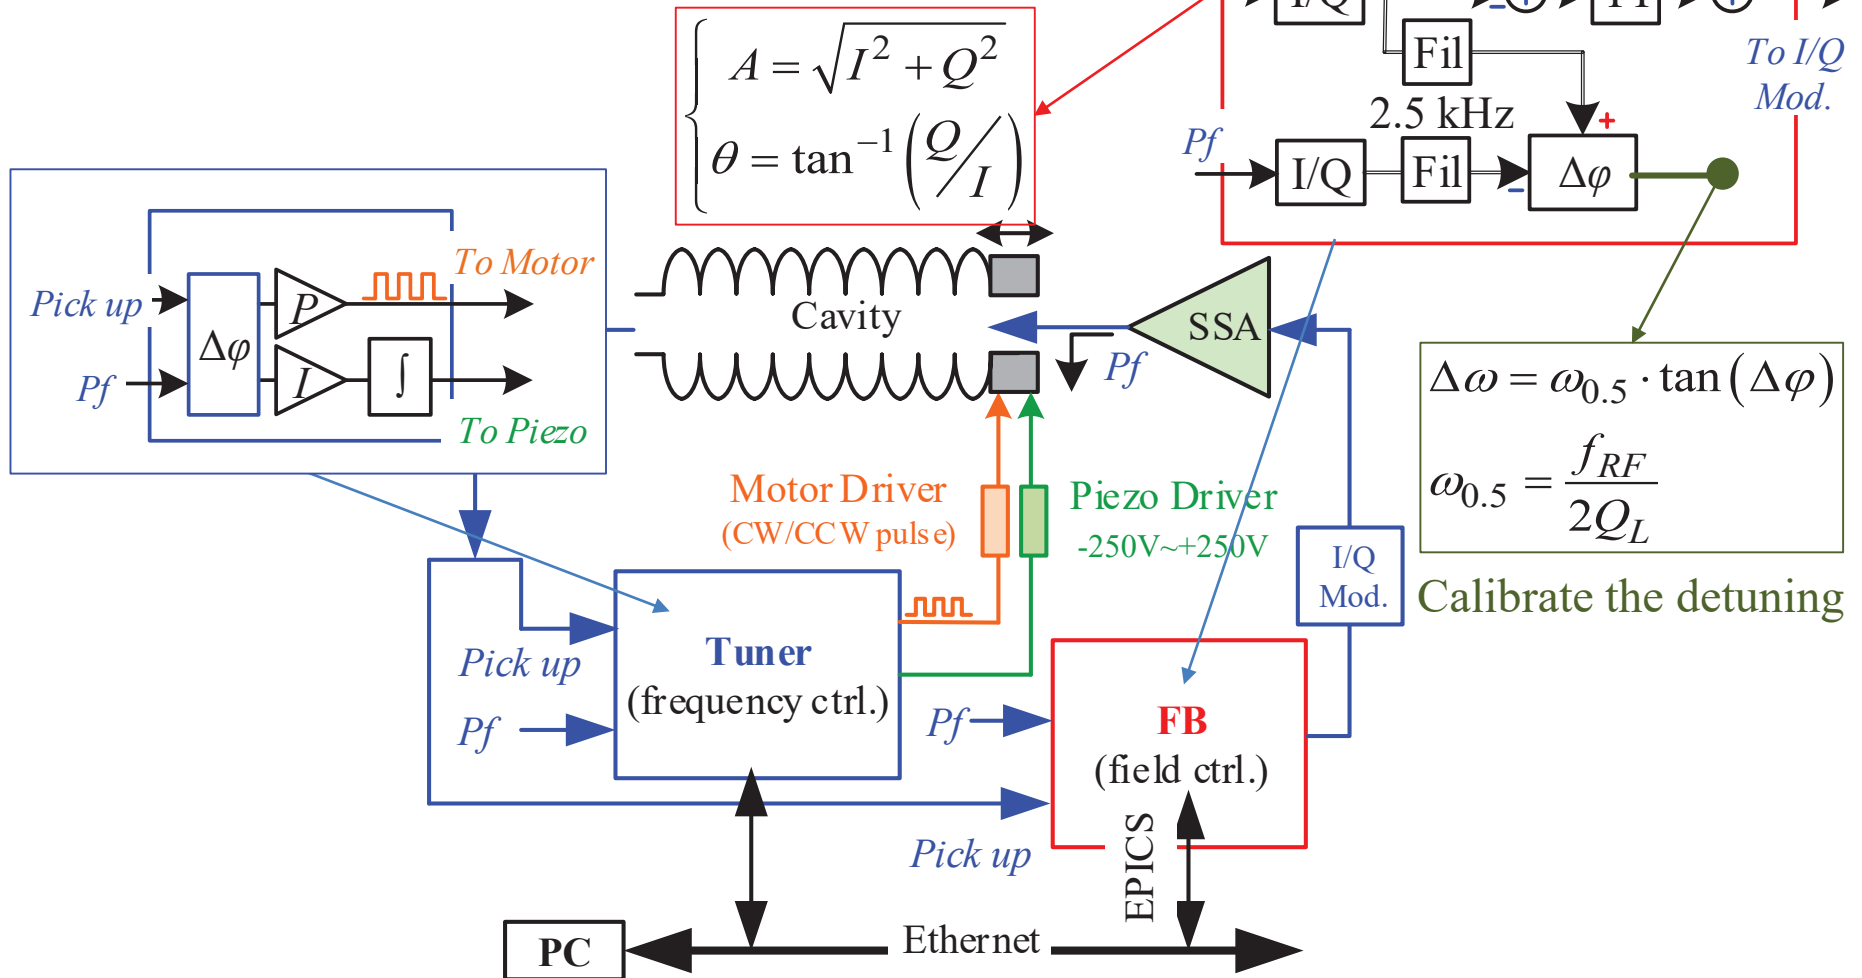 I/Q
PI
To I/Q
Mod.
Fil
2.5 kHz
+
Pf
I/Q
Fil
-
Δφ
A = √(I² + Q²)
θ = tan⁻¹(Q/I)
To Motor
Pick up
P
Δφ
Pf
I
∫
To Piezo
Cavity
SSA
Pf
Δω = ω0.5 · tan(Δφ)
ω0.5 = fRF / 2QL
Calibrate the detuning
Motor Driver
(CW/CCW pulse)
Piezo Driver
-250V~+250V
I/Q
Mod.
Tuner
(frequency ctrl.)
Pick up
Pf
Pf
FB
(field ctrl.)
Pick up
EPICS
Ethernet
PC